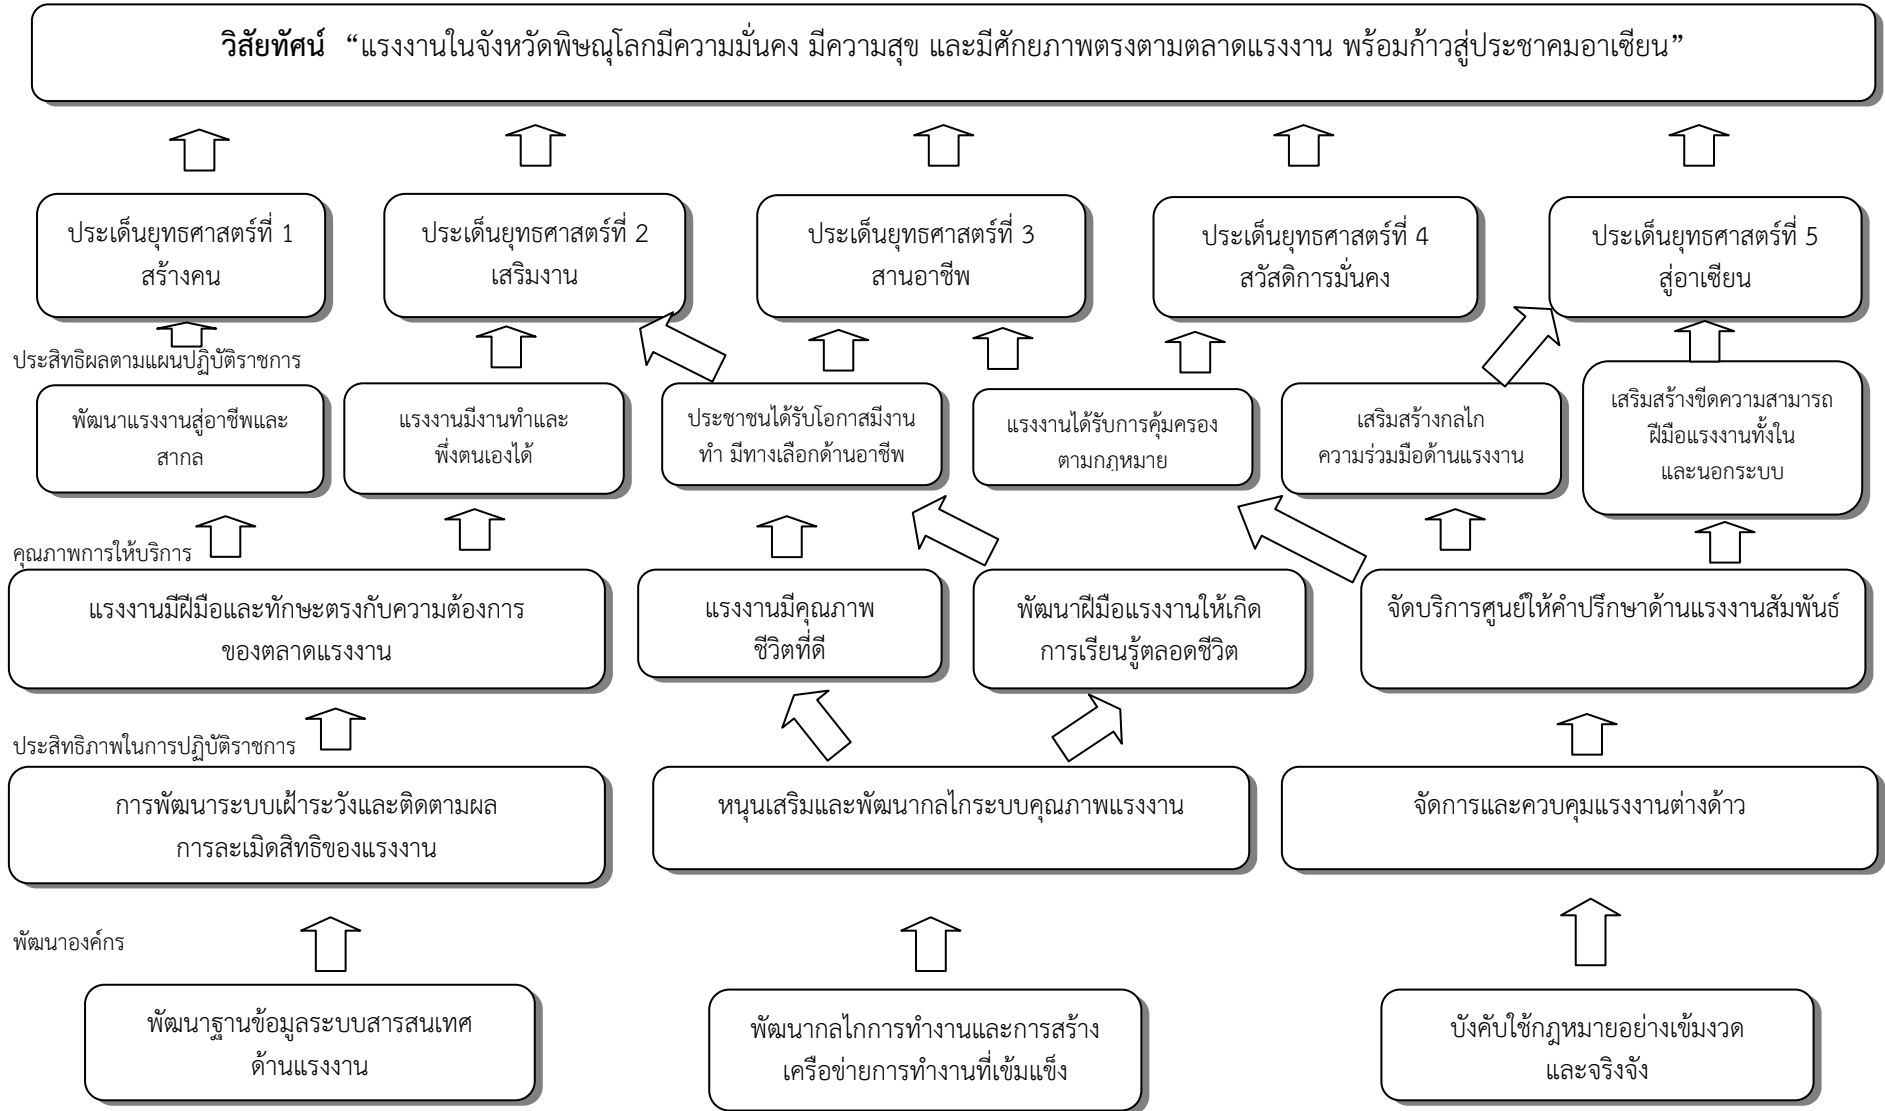 วิสัยทัศน์ “แรงงานในจังหวัดพิษณุโลกมีความมั่นคง มีความสุข และมีศักยภาพตรงตามตลาดแรงงาน พร้อมก้าวสู่ประชาคมอาเซียน”
ประเด็นยุทธศาสตร์ที่ 1
สร้างคน
ประเด็นยุทธศาสตร์ที่ 2
เสริมงาน
ประเด็นยุทธศาสตร์ที่ 3
สานอาชีพ
ประเด็นยุทธศาสตร์ที่ 4
สวัสดิการมั่นคง
ประเด็นยุทธศาสตร์ที่ 5
สู่อาเซียน
ประสิทธิผลตามแผนปฏิบัติราชการ
พัฒนาแรงงานสู่อาชีพและ
สากล
แรงงานมีงานทำและ
พึ่งตนเองได้
ประชาชนได้รับโอกาสมีงาน
ทำ มีทางเลือกด้านอาชีพ
แรงงานได้รับการคุ้มครอง
ตามกฎหมาย
เสริมสร้างกลไก
ความร่วมมือด้านแรงงาน
เสริมสร้างขีดความสามารถ
ฝีมือแรงงานทั้งใน
และนอกระบบ
คุณภาพการให้บริการ
แรงงานมีฝีมือและทักษะตรงกับความต้องการ
ของตลาดแรงงาน
แรงงานมีคุณภาพ
ชีวิตที่ดี
พัฒนาฝีมือแรงงานให้เกิด
การเรียนรู้ตลอดชีวิต
จัดบริการศูนย์ให้คำปรึกษาด้านแรงงานสัมพันธ์
ประสิทธิภาพในการปฏิบัติราชการ
การพัฒนาระบบเฝ้าระวังและติดตามผล
การละเมิดสิทธิของแรงงาน
หนุนเสริมและพัฒนากลไกระบบคุณภาพแรงงาน
จัดการและควบคุมแรงงานต่างด้าว
พัฒนาองค์กร
พัฒนาฐานข้อมูลระบบสารสนเทศ
ด้านแรงงาน
พัฒนากลไกการทำงานและการสร้าง
เครือข่ายการทำงานที่เข้มแข็ง
บังคับใช้กฎหมายอย่างเข้มงวด
และจริงจัง